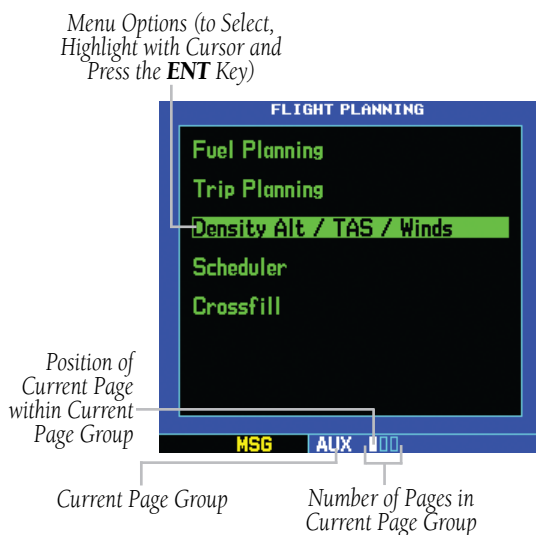 Menu Options (to Select,
Highlight with Cursor and
Press the ENT Key)
FLIGHT PLANNING
Fuel Planning
Trip Planning
Density Alt / TAS / Winds
Scheduler
Crossfill
Position of
Current Page
within Current
Page Group
MSG
AUX
Current Page Group
Number of Pages in
Current Page Group